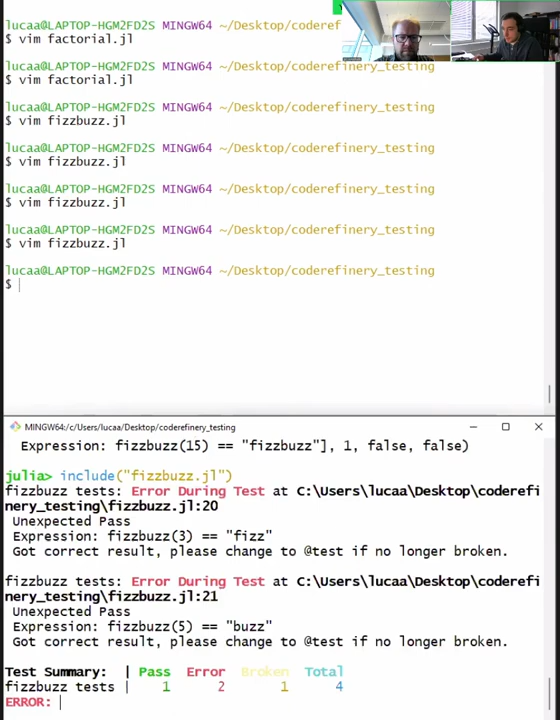 lucaa@LAPTOP-HGM2FD2S MINGW64 ~/Desktop/coderef
$ vim factorial.jl
lucaa@LAPTOP-HGM2FD2S MINGW64 ~/Desktop/coderefinery_testing
$ vim factorial.jl
lucaa@LAPTOP-HGM2FD2S MINGW64 ~/Desktop/coderefinery_testing
$ vim fizzbuzz.jl
lucaa@LAPTOP-HGM2FD2S MINGW64 ~/Desktop/coderefinery_testing
$ vim fizzbuzz.jl
lucaa@LAPTOP-HGM2FD2S MINGW64 ~/Desktop/coderefinery_testing
$ vim fizzbuzz.jl
lucaa@LAPTOP-HGM2FD2S MINGW64 ~/Desktop/coderefinery_testing
$ vim fizzbuzz.jl
lucaa@LAPTOP-HGM2FD2S MINGW64 ~/Desktop/coderefinery_testing
$
MINGW64:/c/Users/lucaa/Desktop/coderefinery_testing
Expression: fizzbuzz(15) == "fizzbuzz"], 1, false, false)
julia> include("fizzbuzz.jl")
fizzbuzz tests: Error During Test at C:\Users\lucaa\Desktop\coderefi
nery_testing\fizzbuzz.jl:20
Unexpected Pass
Expression: fizzbuzz(3) == "fizz"
Got correct result, please change to @test if no longer broken.
fizzbuzz tests: Error During Test at C:\Users\lucaa\Desktop\coderefi
nery_testing\fizzbuzz.jl:21
Unexpected Pass
Expression: fizzbuzz(5) == "buzz"
Got correct result, please change to @test if no longer broken.
Test Summary: | Pass Error Broken Total
fizzbuzz tests | 1 2 1 4
ERROR: